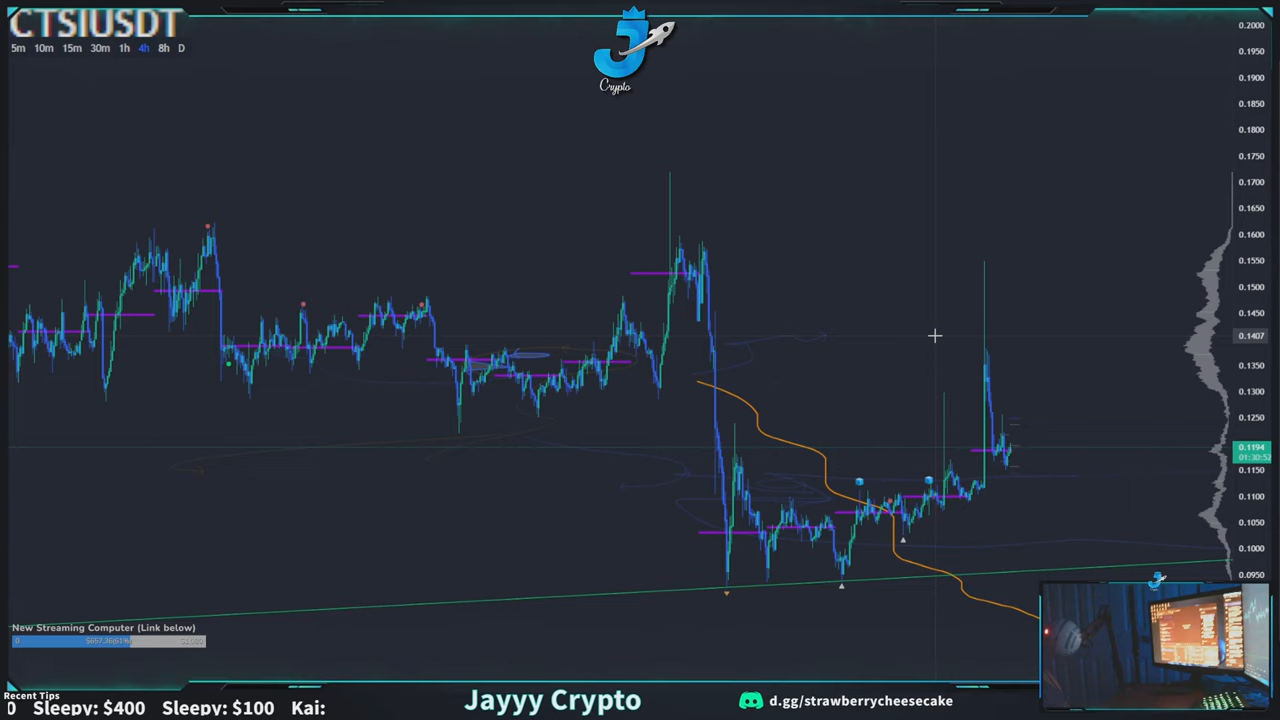 CTSIUSDT
5m 10m 15m 30m 1h 4h 8h D
J
Crypto
0.2000
0.1950
0.1900
0.1850
0.1800
0.1750
0.1700
0.1650
0.1600
0.1550
0.1500
0.1450
0.1407
0.1350
0.1300
0.1250
0.1194
01:30:52
0.1150
0.1100
0.1050
0.1000
0.0950
New Streaming Computer (Link below)
0
Recent Tips
0 Sleepy: $400 Sleepy: $100 Kai:
Jayyy Crypto
d.gg/strawberrycheesecake